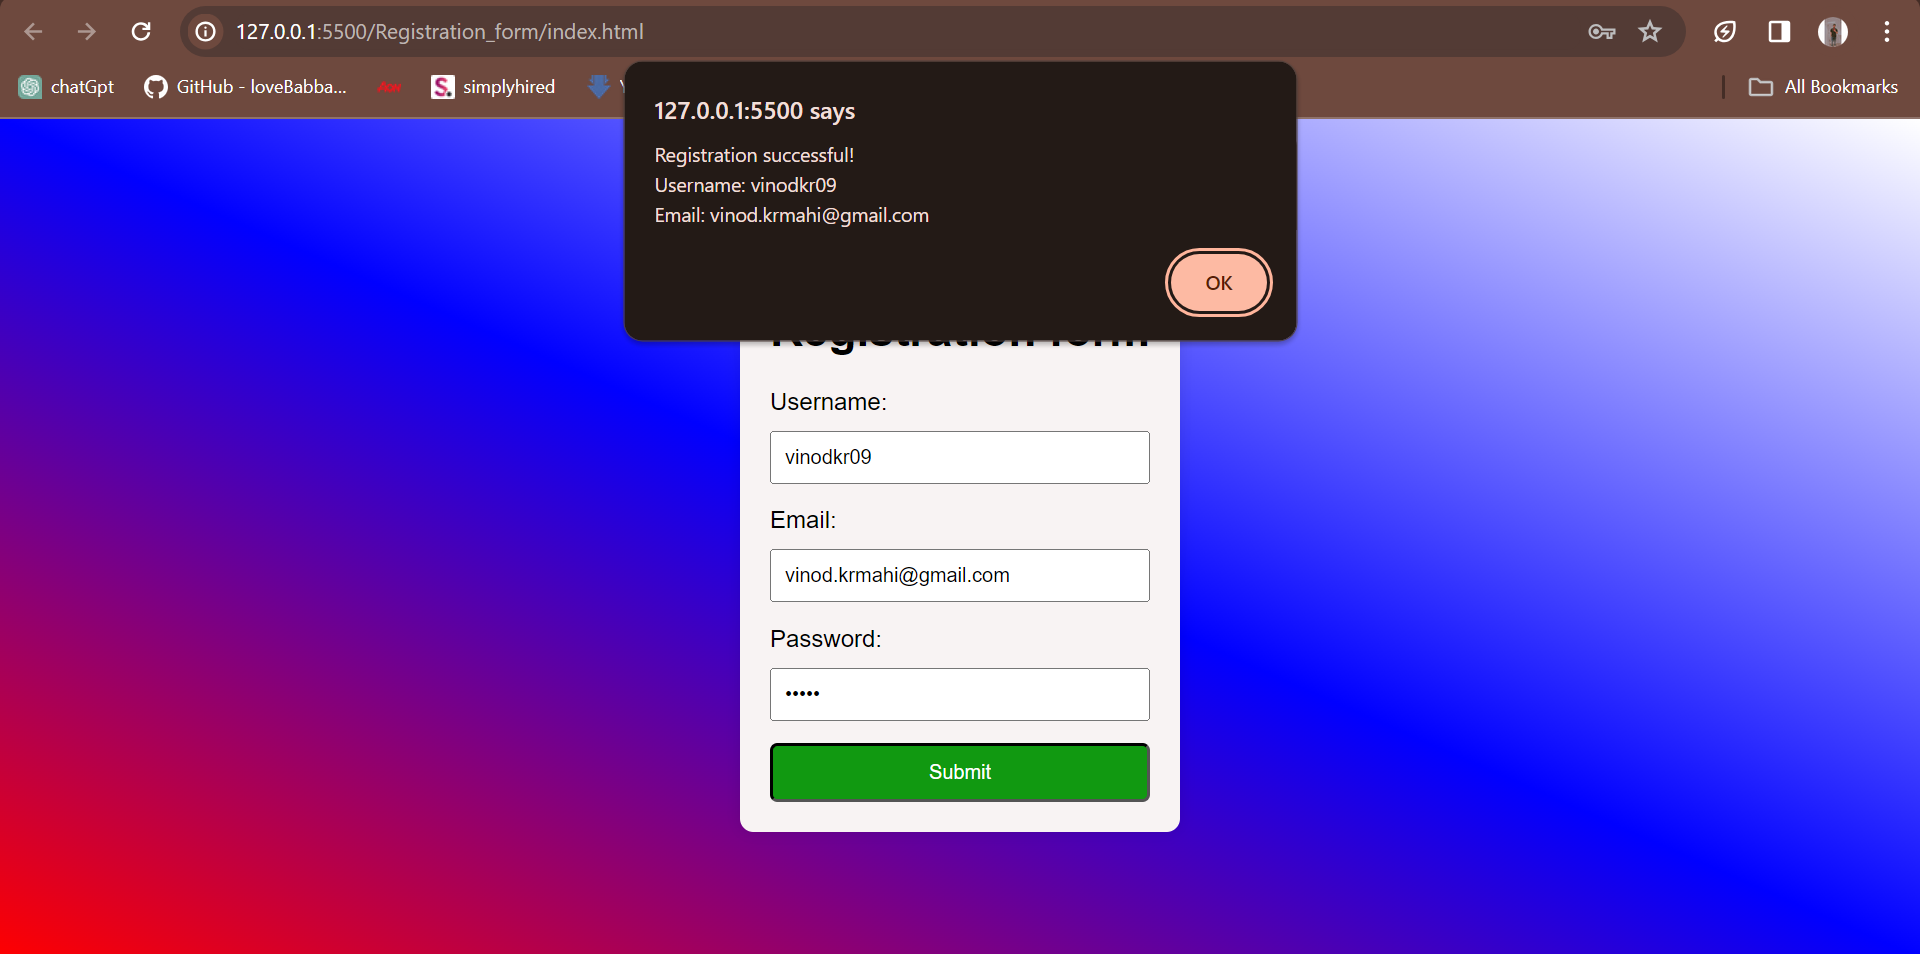 127.0.0.1:5500/Registration_form/index.html
chatGpt
GitHub - loveBabba...
simplyhired
All Bookmarks
127.0.0.1:5500 says
Registration successful!
Username: vinodkr09
Email: vinod.krmahi@gmail.com
OK
Registration form
Username:
vinodkr09
Email:
vinod.krmahi@gmail.com
Password:
•••••
Submit